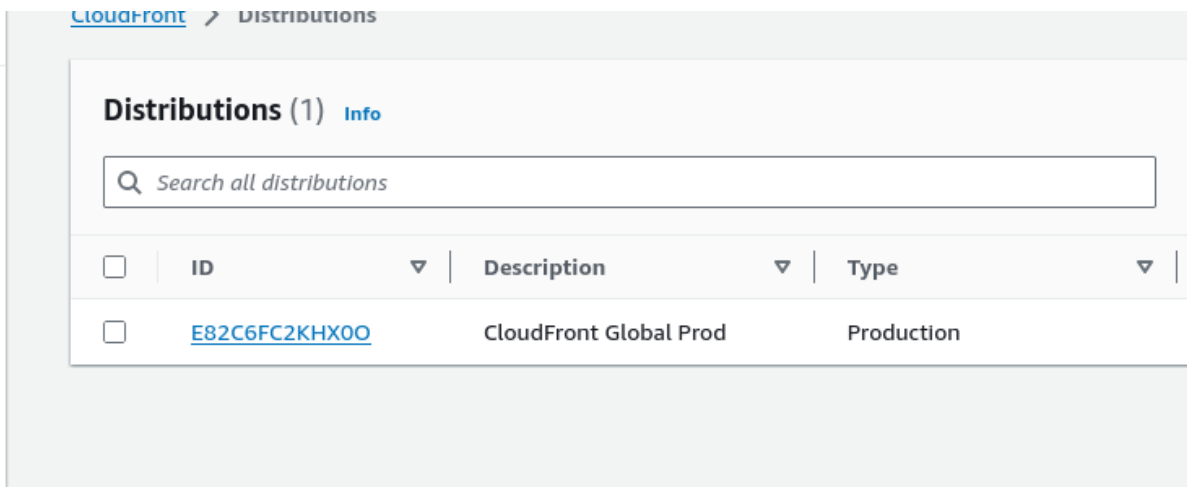 CloudFront > Distributions
Distributions (1) Info
Search all distributions
ID Description Type
E82C6FC2KHX0O CloudFront Global Prod Production